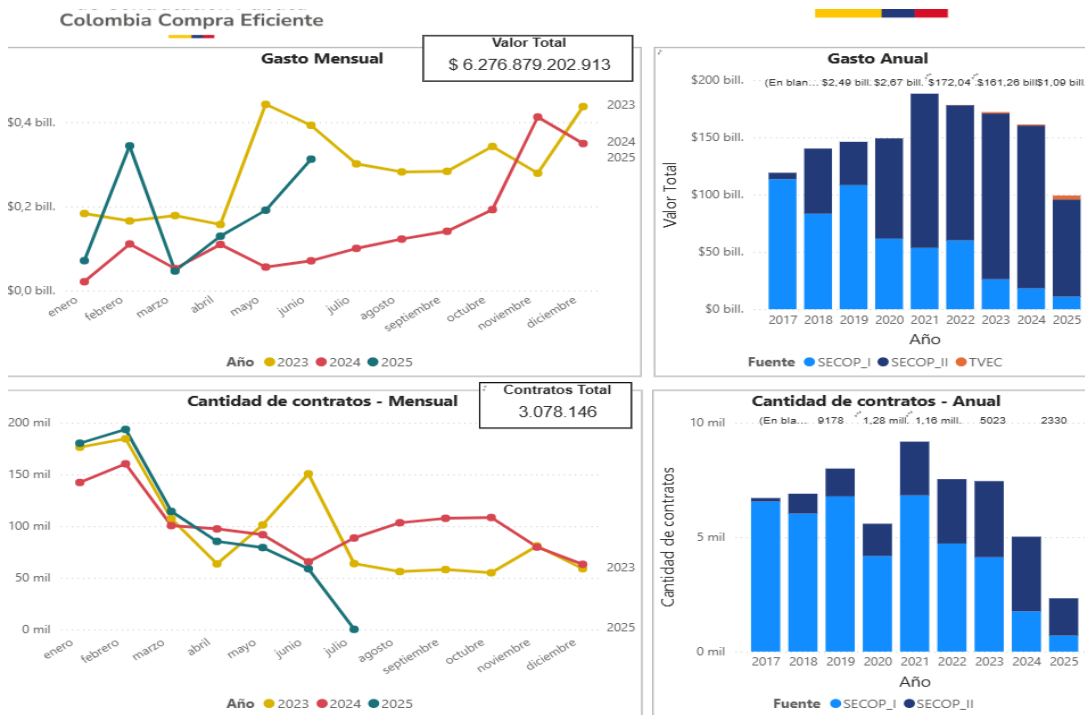 Colombia Compra Eficiente
Gasto Mensual
Valor Total
$ 6.276.879.202.913
$0,4 bill.
$0,2 bill.
$0,0 bill.
2023
2024
2025
enero
febrero
marzo
abril
mayo
junio
julio
agosto
septiembre
octubre
noviembre
diciembre
Año 2023 2024 2025
Gasto Anual
(En blan... $2,49 bill. $2,67 bill. $172,04 $161,26 bill $1,09 bill.
Valor Total
$200 bill.
$150 bill.
$100 bill.
$50 bill.
$0 bill.
2017 2018 2019 2020 2021 2022 2023 2024 2025
Año
Fuente SECOP_I SECOP_II TVEC
Cantidad de contratos - Mensual
Contratos Total
3.078.146
200 mil
150 mil
100 mil
50 mil
0 mil
2023
2025
enero
febrero
marzo
abril
mayo
junio
julio
agosto
septiembre
octubre
noviembre
diciembre
Año 2023 2024 2025
Cantidad de contratos - Anual
(En bla... 9178 1,28 mill. 1,16 mill. 5023 2330
Cantidad de contratos
10 mil
5 mil
0 mil
2017 2018 2019 2020 2021 2022 2023 2024 2025
Año
Fuente SECOP_I SECOP_II